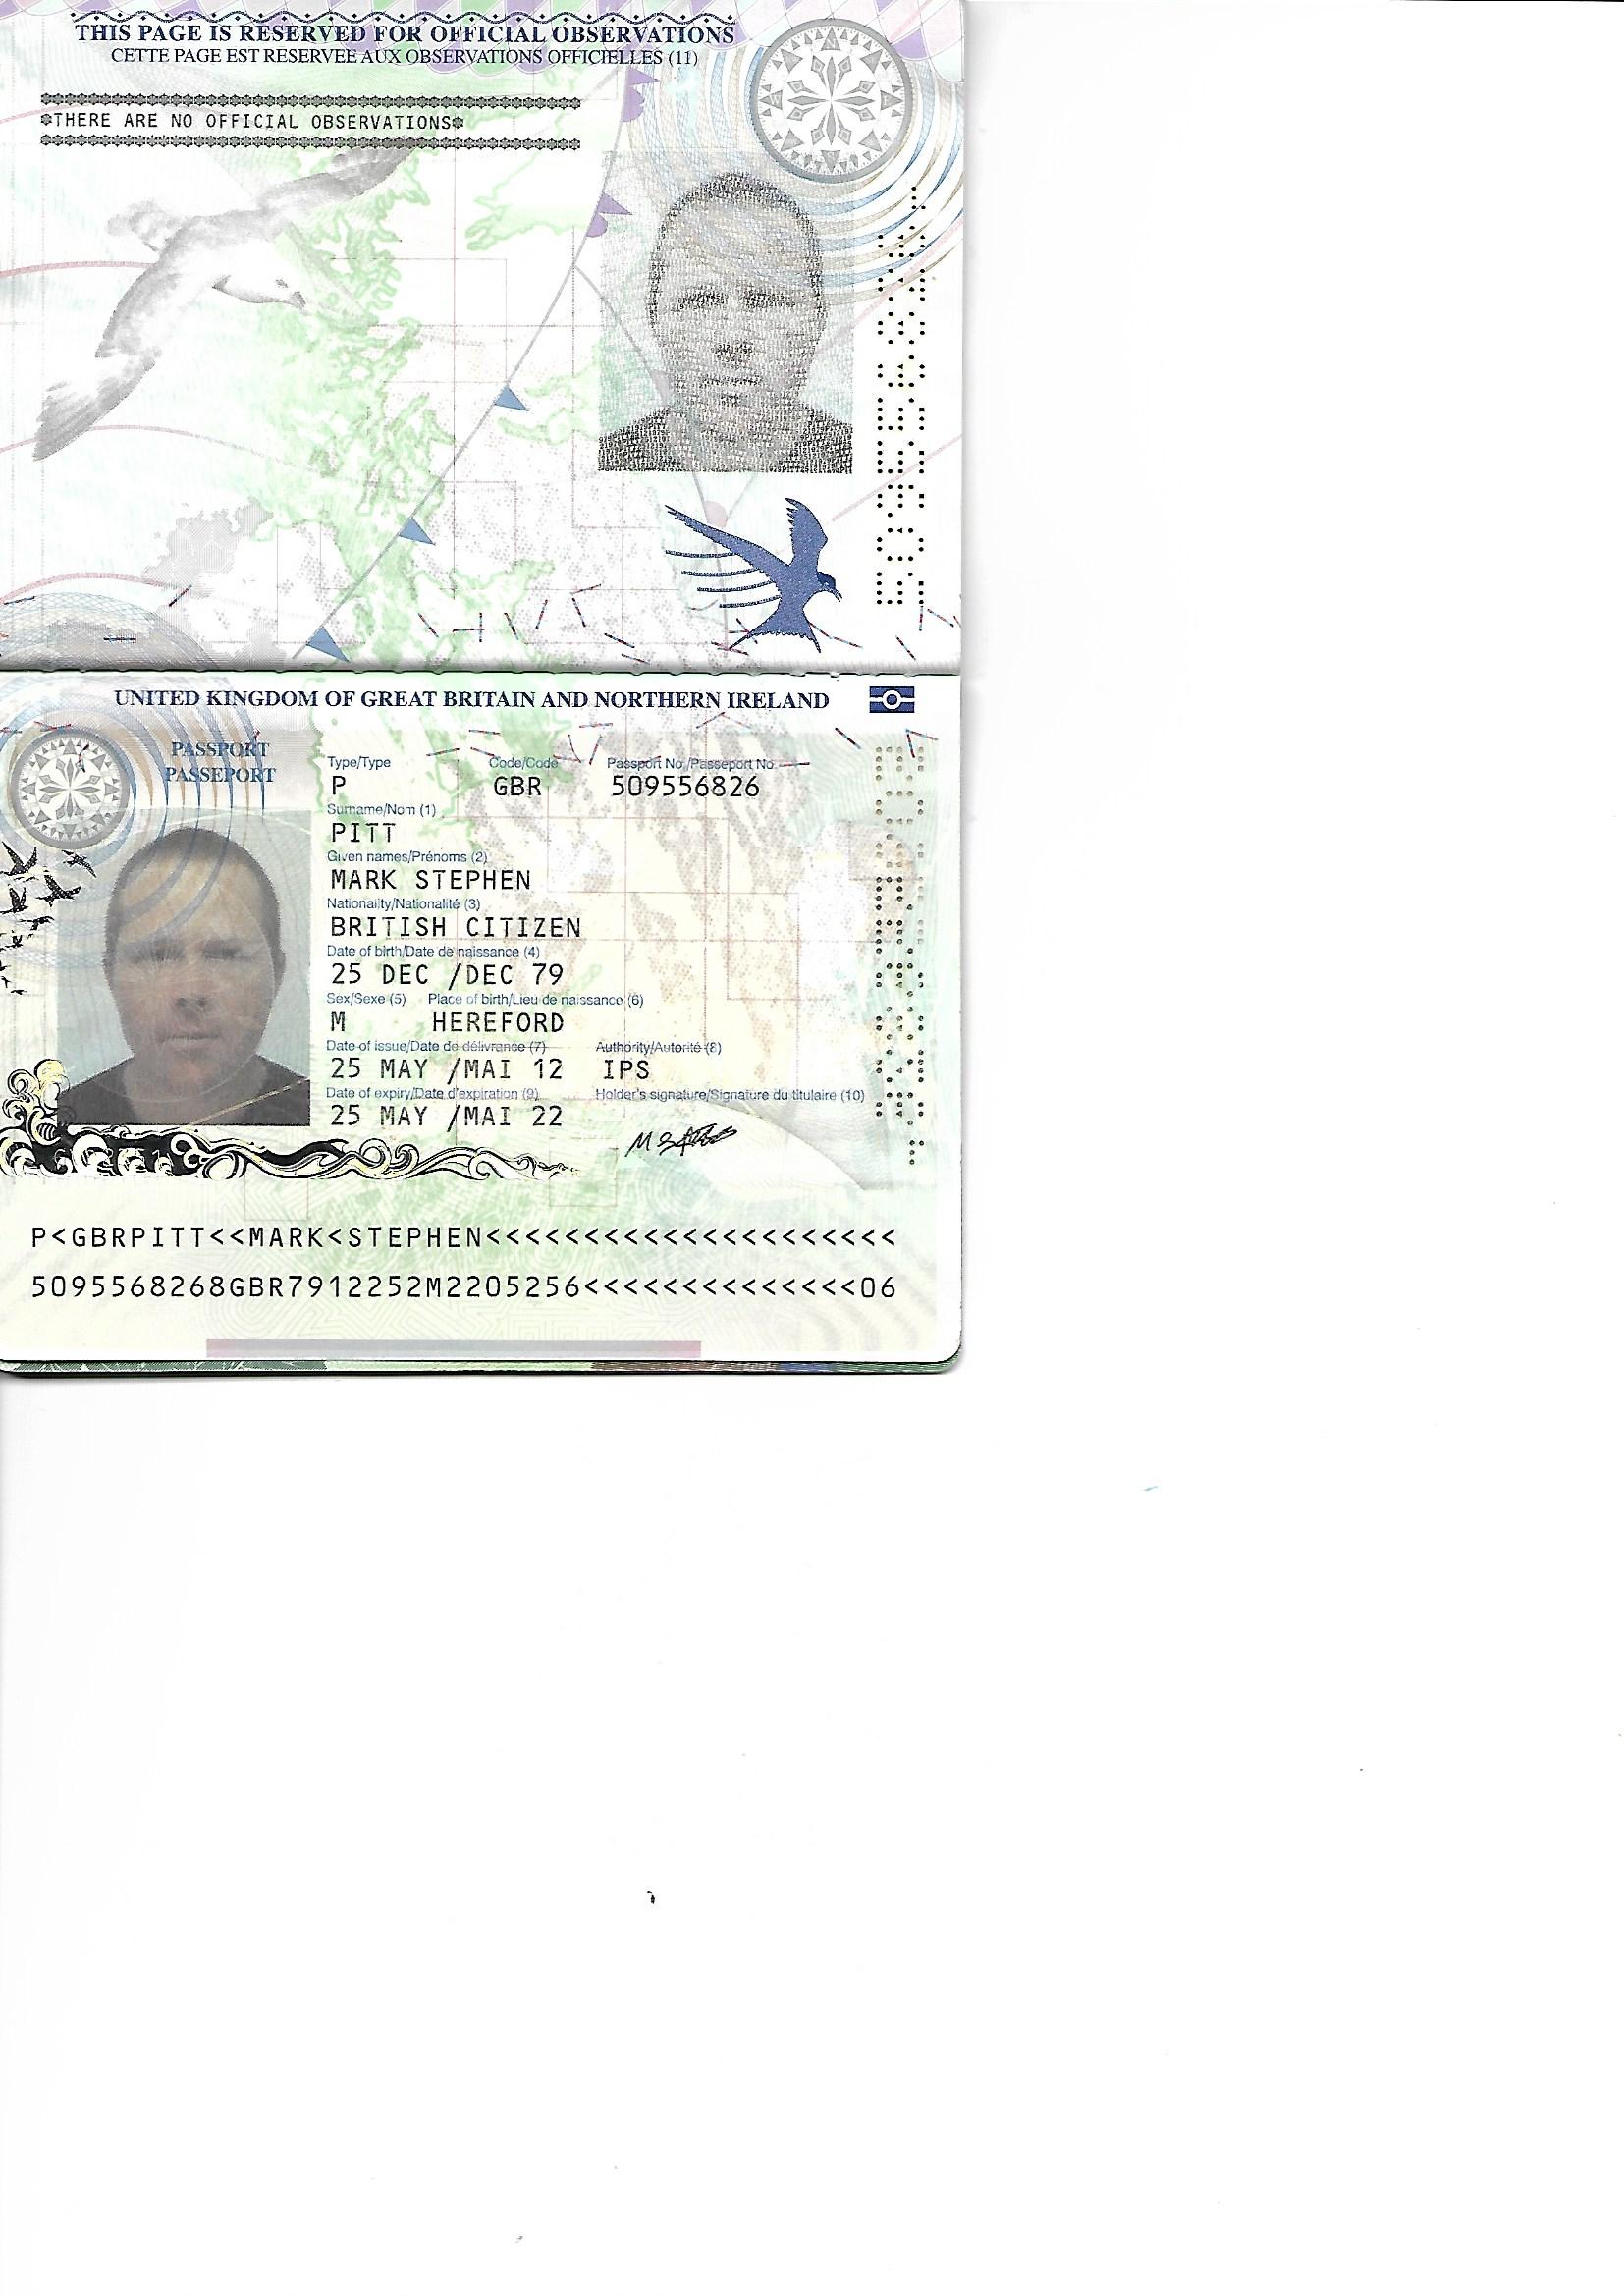 THIS PAGE IS RESERVED FOR OFFICIAL OBSERVATIONS
CETTE PAGE EST RESERVEE AUX OBSERVATIONS OFFICIELLES (11)
*THERE ARE NO OFFICIAL OBSERVATIONS*
509556826
UNITED KINGDOM OF GREAT BRITAIN AND NORTHERN IRELAND
PASSPORT
PASSEPORT
Type/Type Code/Code Passport No./Passeport No.
P GBR 509556826
Surname/Nom (1)
PITT
Given names/Prénoms (2)
MARK STEPHEN
Nationality/Nationalité (3)
BRITISH CITIZEN
Date of birth/Date de naissance (4)
25 DEC /DEC 79
Sex/Sexe (5) Place of birth/Lieu de naissance (6)
M HEREFORD
Date of issue/Date de délivrance (7) Authority/Autorité (8)
25 MAY /MAI 12 IPS
Date of expiry/Date d'expiration (9) Holder's signature/Signature du titulaire (10)
25 MAY /MAI 22
P<GBRPITT<<MARK<STEPHEN<<<<<<<<<<<<<<<<<<<<<
5095568268GBR7912252M2205256<<<<<<<<<<<<<<06